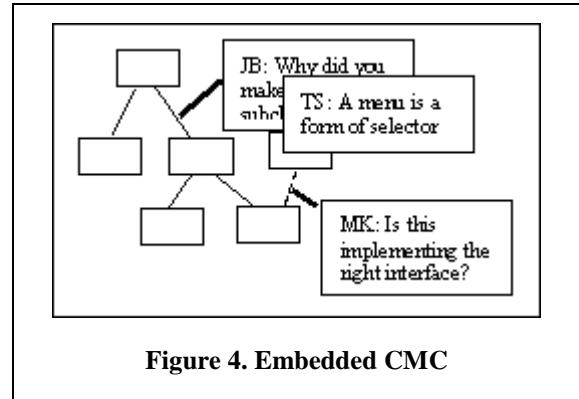 JB: Why did you
make
TS: A menu is a
form of selector
MK: Is this
implementing the
right interface?
Figure 4. Embedded CMC